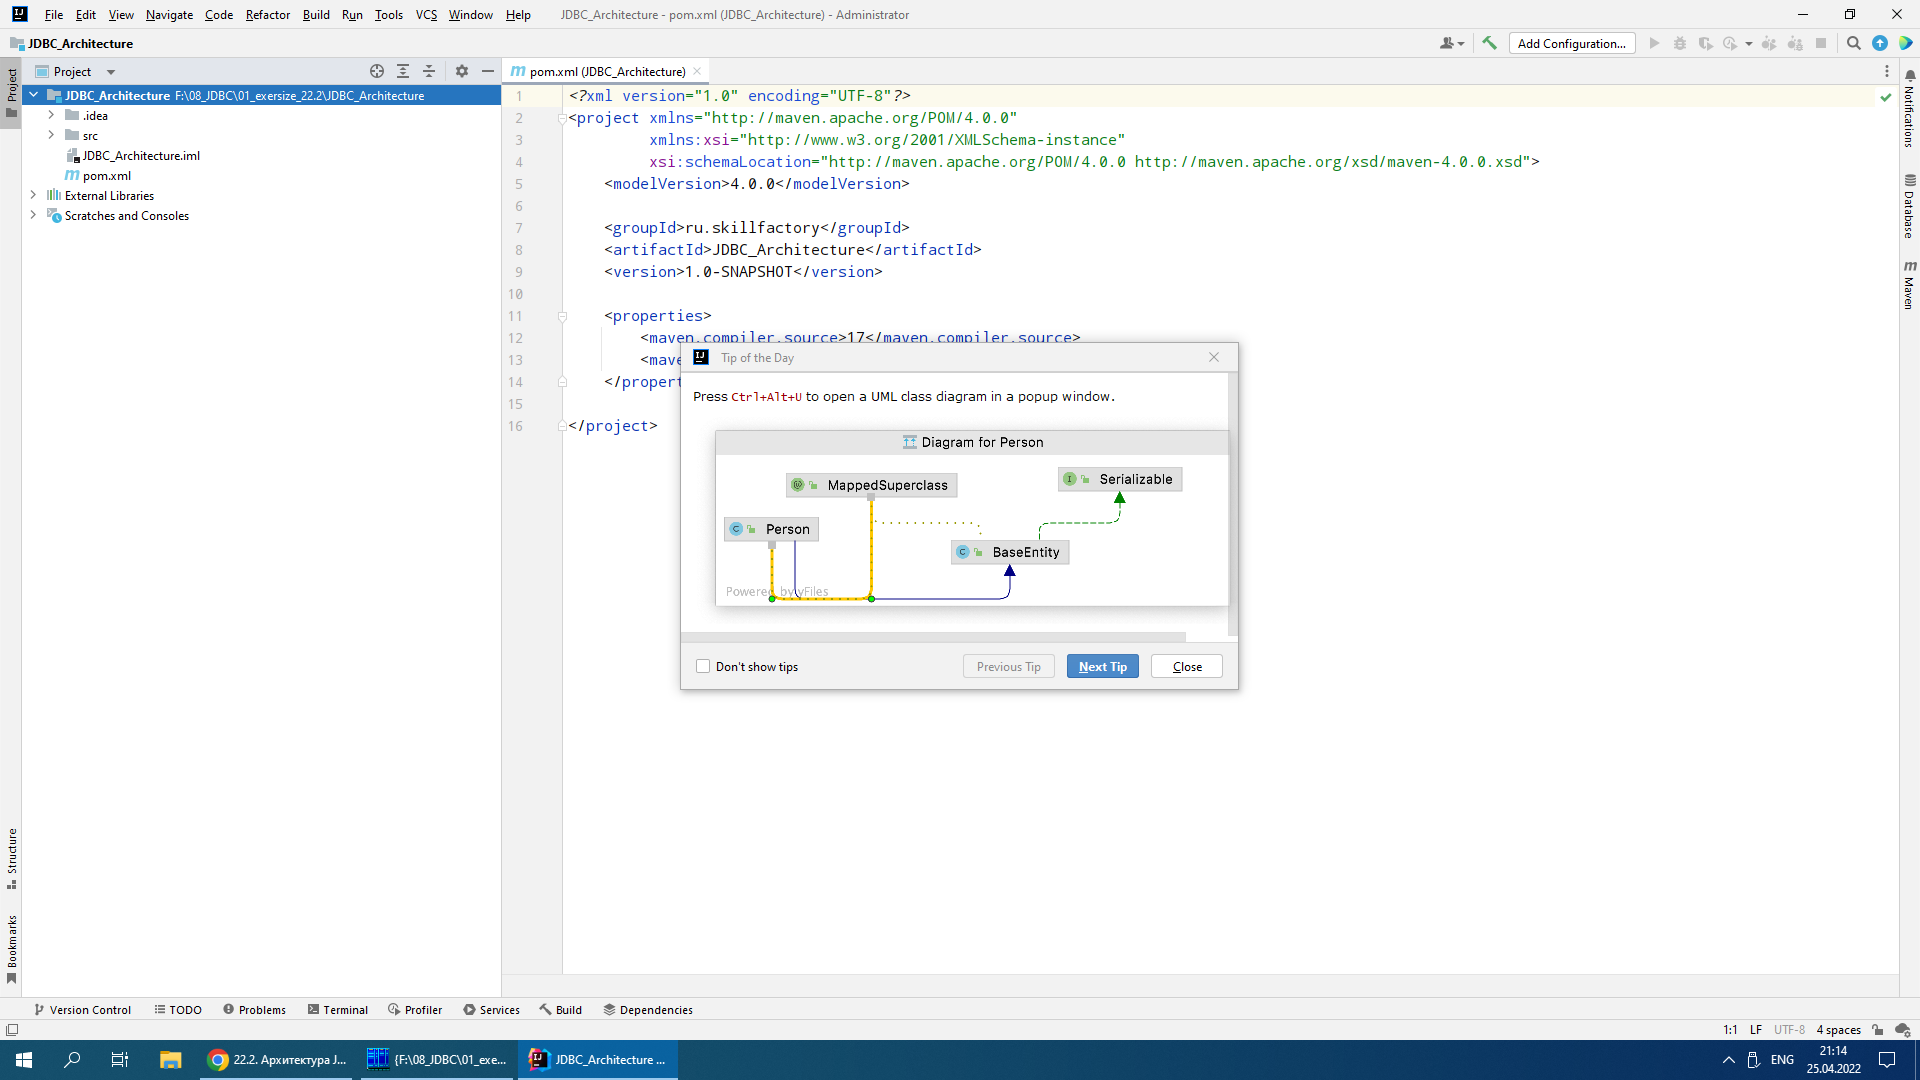 File Edit View Navigate Code Refactor Build Run Tools VCS Window Help JDBC_Architecture - pom.xml (JDBC_Architecture) - Administrator
JDBC_Architecture
Add Configuration...
Project
Project
pom.xml (JDBC_Architecture)
JDBC_Architecture F:\08_JDBC\01_exersize_22.2\JDBC_Architecture
.idea
src
JDBC_Architecture.iml
pom.xml
External Libraries
Scratches and Consoles
1 <?xml version="1.0" encoding="UTF-8"?>
2 <project xmlns="http://maven.apache.org/POM/4.0.0"
3 xmlns:xsi="http://www.w3.org/2001/XMLSchema-instance"
4 xsi:schemaLocation="http://maven.apache.org/POM/4.0.0 http://maven.apache.org/xsd/maven-4.0.0.xsd">
5 <modelVersion>4.0.0</modelVersion>
6
7 <groupId>ru.skillfactory</groupId>
8 <artifactId>JDBC_Architecture</artifactId>
9 <version>1.0-SNAPSHOT</version>
10
11 <properties>
12 <maven.compiler.source>17</maven.compiler.source>
13 <mave
14 </propert
15
16 </project>
Tip of the Day
Press Ctrl+Alt+U to open a UML class diagram in a popup window.
Diagram for Person
MappedSuperclass
Serializable
Person
BaseEntity
Powered by yFiles
Don't show tips
Previous Tip
Next Tip
Close
Notifications
Database
m Maven
Structure
Bookmarks
Version Control TODO Problems Terminal Profiler Services Build Dependencies
1:1 LF UTF-8 4 spaces
22.2. Архитектура J...
{F:\08_JDBC\01_exe...
JDBC_Architecture ...
ENG
21:14
25.04.2022